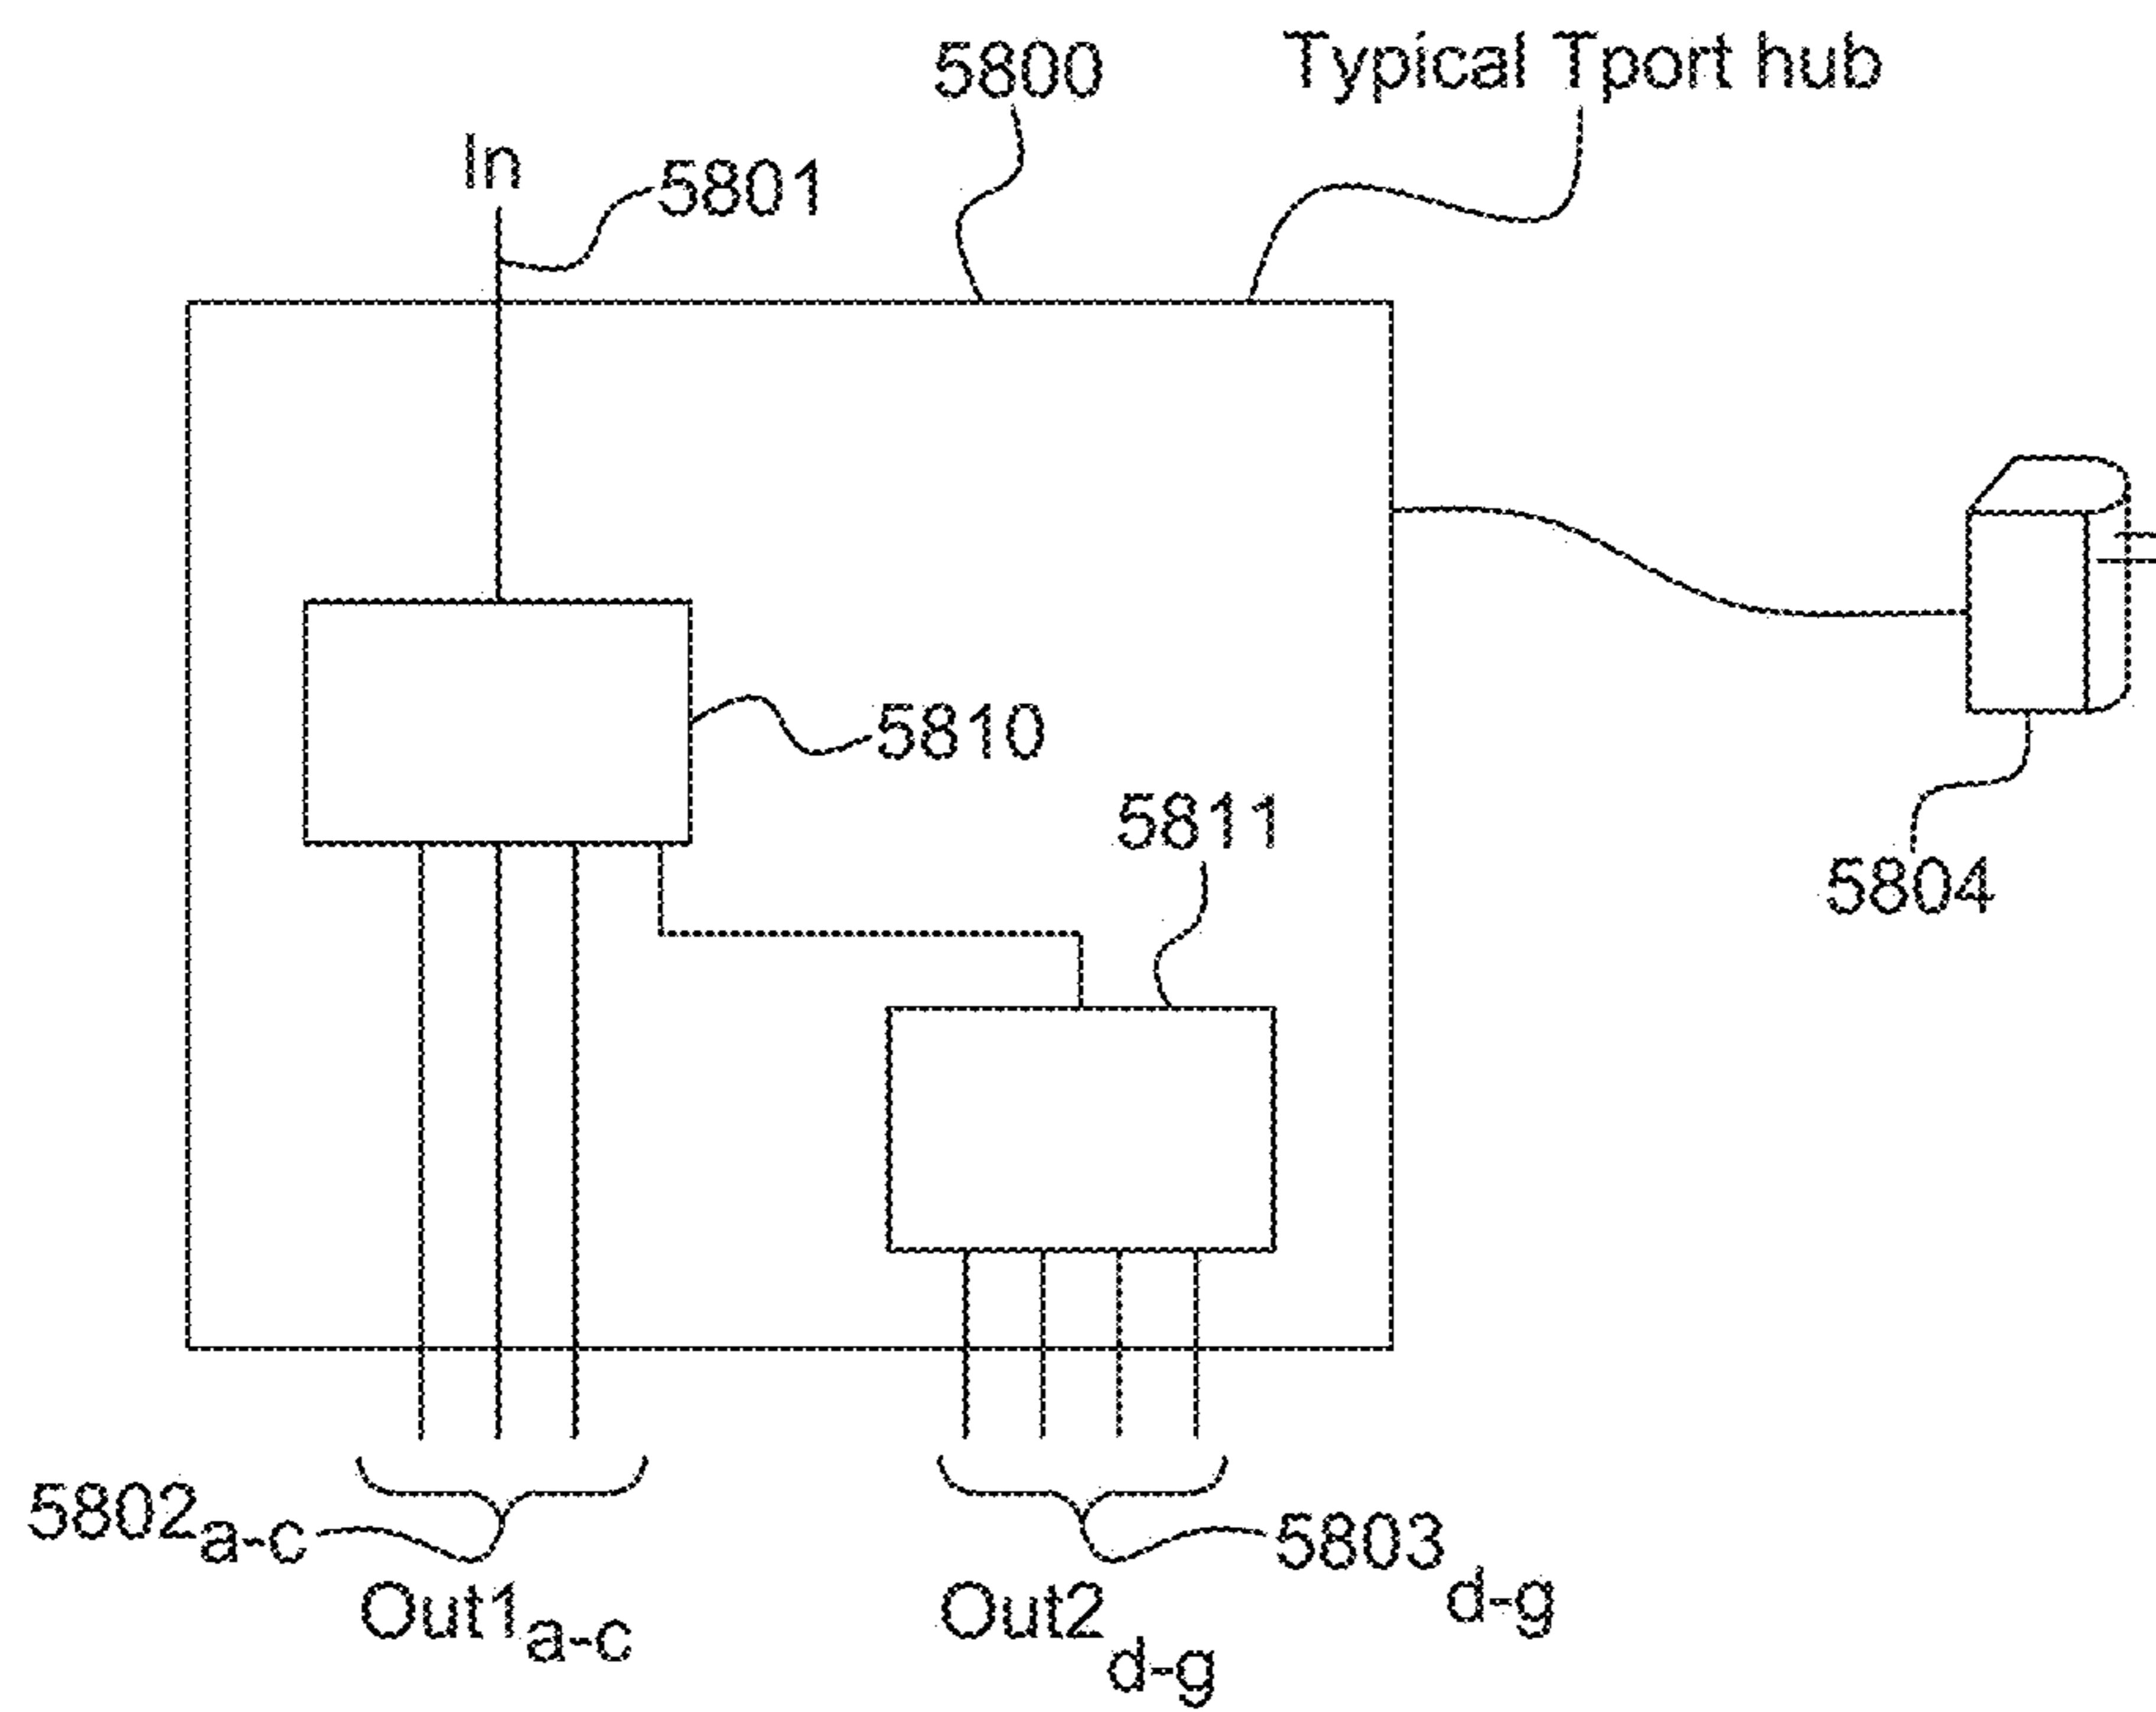 5800
Typical Tport hub
In
5801
5810
5811
5804
5802a-c
5803d-g
Out1a-c
Out2d-g